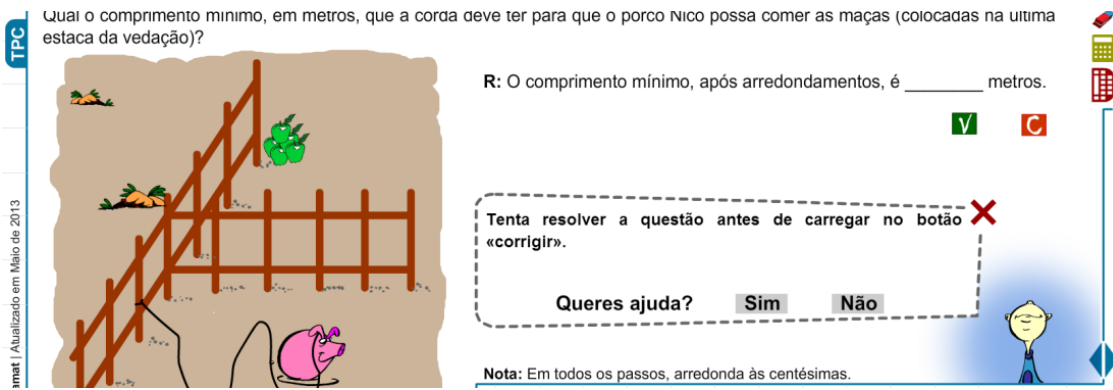 Qual o comprimento mínimo, em metros, que a corda deve ter para que o porco Nico possa comer as maças (colocadas na última
estaca da vedação)?
TPC
R: O comprimento mínimo, após arredondamentos, é ________ metros.
√ C
Tenta resolver a questão antes de carregar no botão
«corrigir».
Queres ajuda? Sim Não
Nota: Em todos os passos, arredonda às centésimas.
amat | Atualizado em Maio de 2013